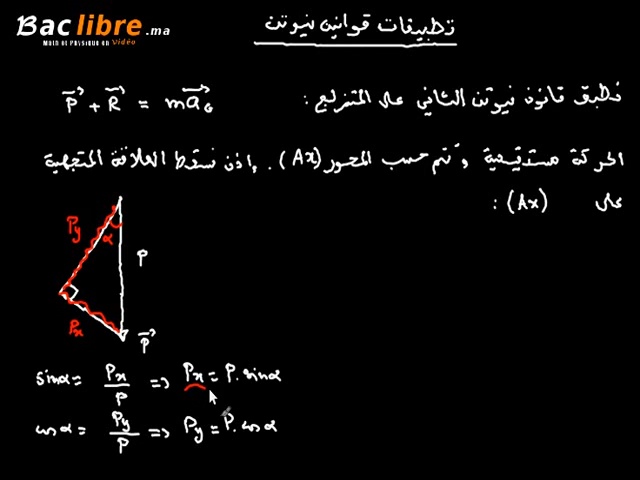 Bac libre.ma
Math et Physique en Vidéo
تطبيقات قوانين نيوتن
نطبق قانون نيوتن الثاني على المتزلج :
P + R = maG
الحركة مستقيمية و تتم حسب المحور (Ax) . إذن نسقط العلاقة المتجهية
على (Ax) :
Py
α
P
Px
P
sinα = Px/P => Px = P.sinα
cosα = Py/P => Py = P.cosα